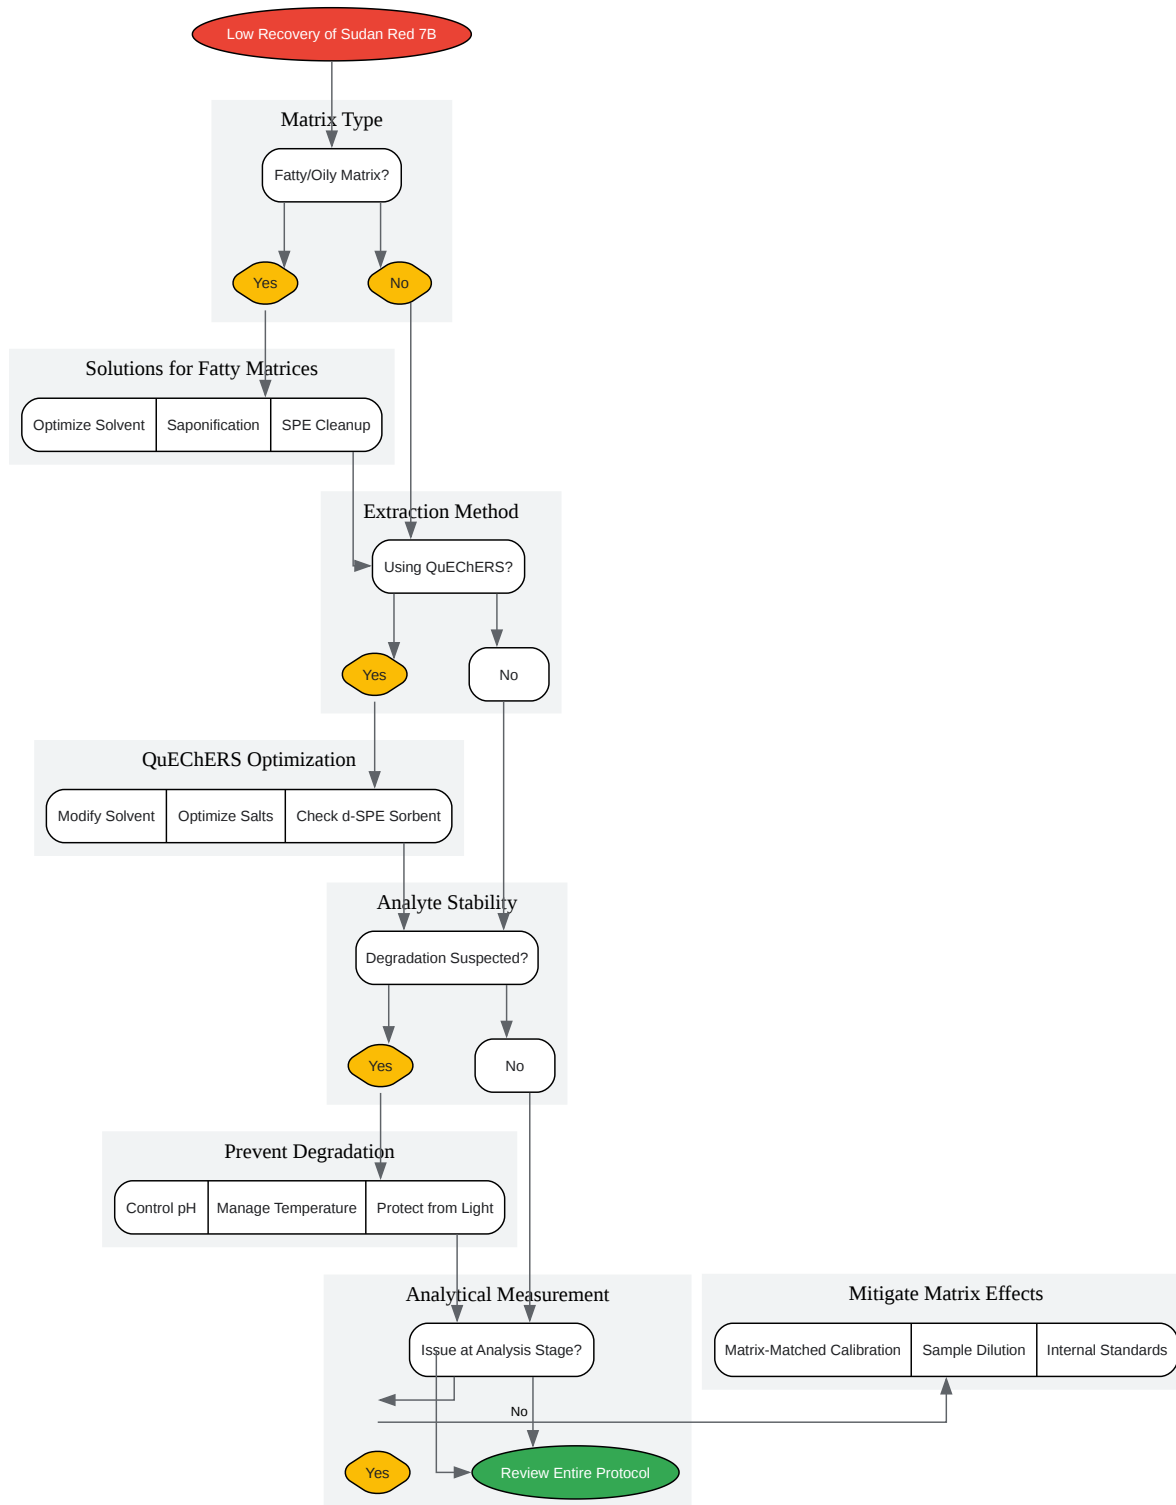 Low Recovery of Sudan Red 7B
Matrix Type
Fatty/Oily Matrix?
Yes
No
Solutions for Fatty Matrices
Optimize Solvent
Saponification
SPE Cleanup
Extraction Method
Using QuEChERS?
Yes
No
QuEChERS Optimization
Modify Solvent
Optimize Salts
Check d-SPE Sorbent
Analyte Stability
Degradation Suspected?
Yes
No
Prevent Degradation
Control pH
Manage Temperature
Protect from Light
Analytical Measurement
Issue at Analysis Stage?
No
Yes
Review Entire Protocol
Mitigate Matrix Effects
Matrix-Matched Calibration
Sample Dilution
Internal Standards